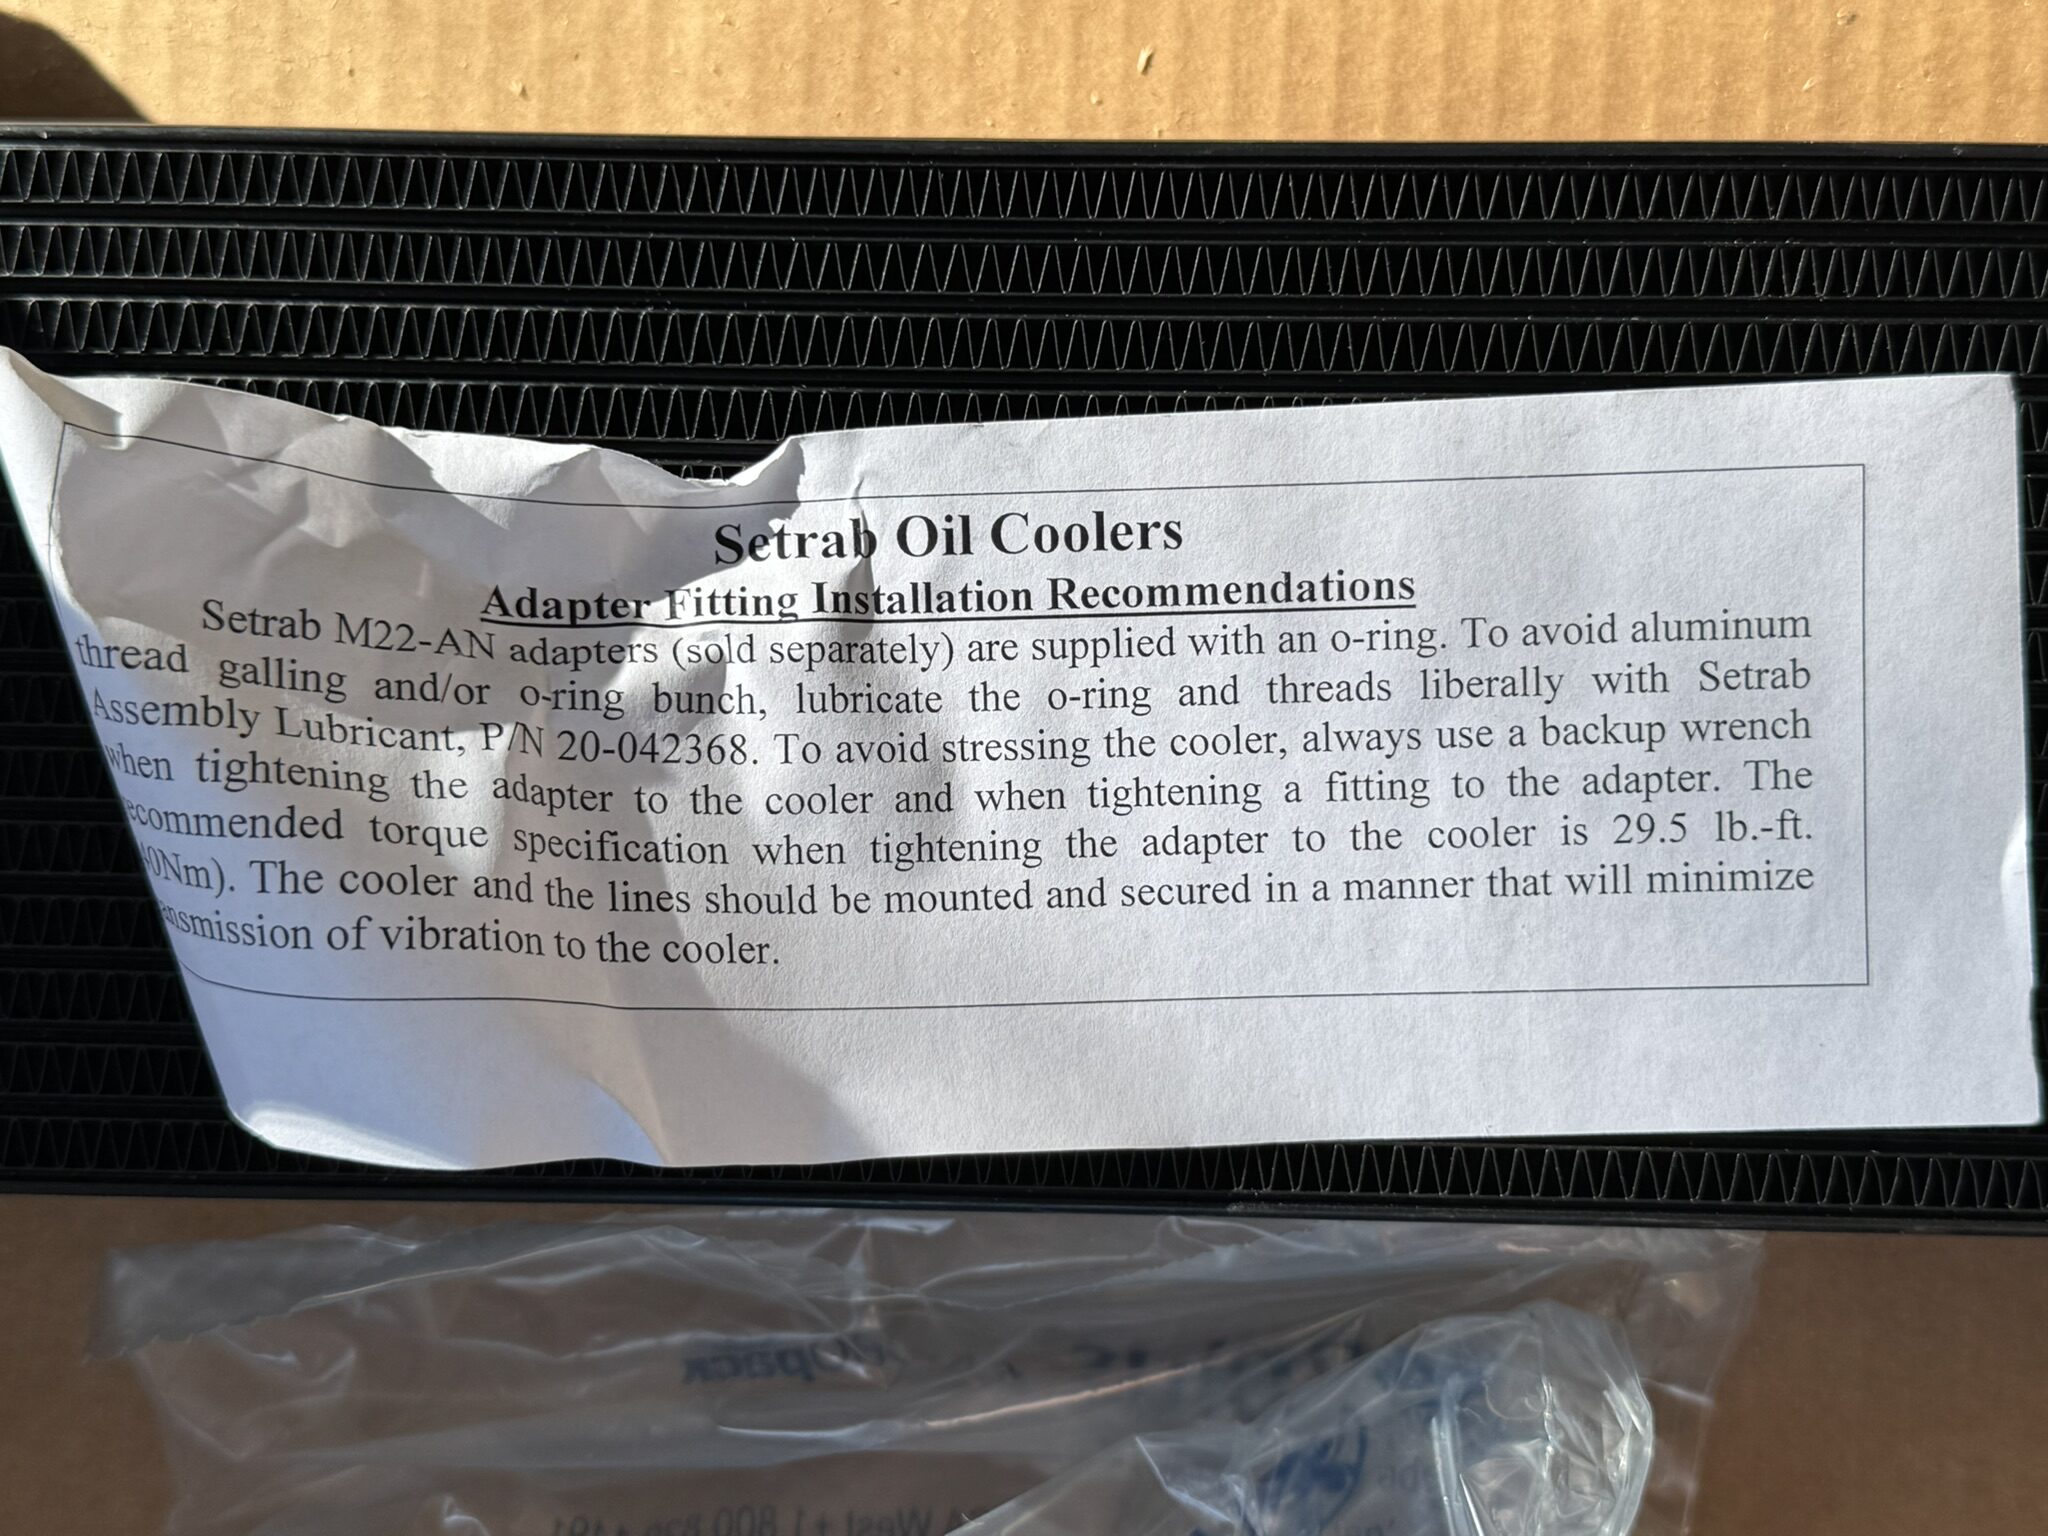 Setrab Oil Coolers
Adapter Fitting Installation Recommendations
Setrab M22-AN adapters (sold separately) are supplied with an o-ring. To avoid aluminum
thread galling and/or o-ring bunch, lubricate the o-ring and threads liberally with Setrab
Assembly Lubricant, P/N 20-042368. To avoid stressing the cooler, always use a backup wrench
when tightening the adapter to the cooler and when tightening a fitting to the adapter. The
ecommended torque specification when tightening the adapter to the cooler is 29.5 lb.-ft.
40Nm). The cooler and the lines should be mounted and secured in a manner that will minimize
ansmission of vibration to the cooler.